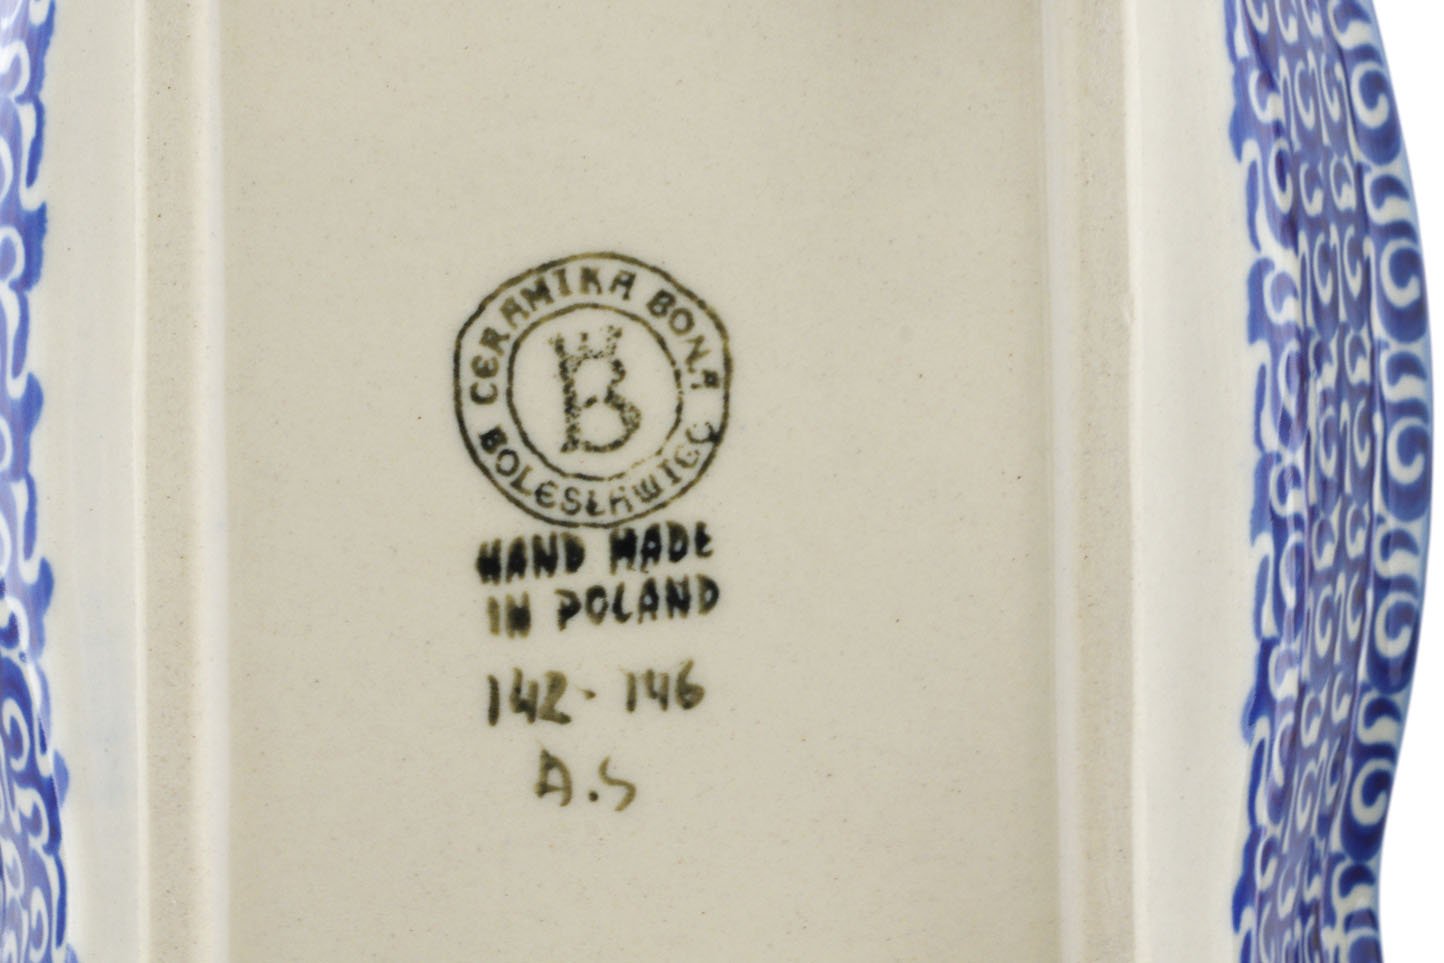 CERAMIKA BONA
B
BOLESŁAWIEC
HAND MADE
IN POLAND
142-146
A.S